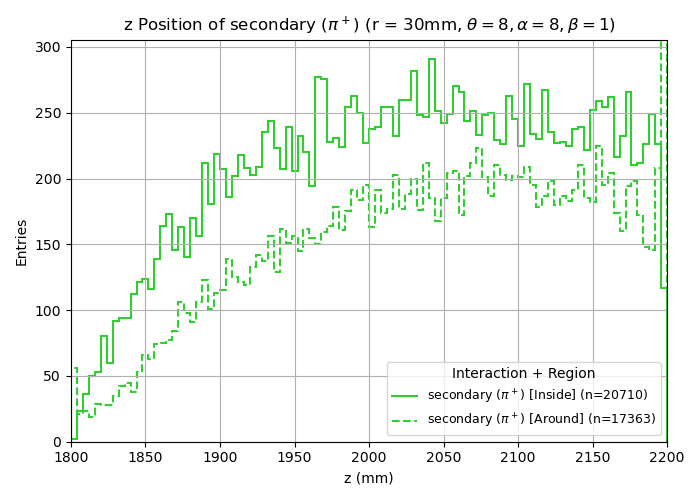 z Position of secondary (π⁺) (r = 30mm, θ = 8, α = 8, β = 1)
300
250
200
150
100
50
0
Entries
1800 1850 1900 1950 2000 2050 2100 2150 2200
z (mm)
Interaction + Region
secondary (π⁺) [Inside] (n=20710)
secondary (π⁺) [Around] (n=17363)